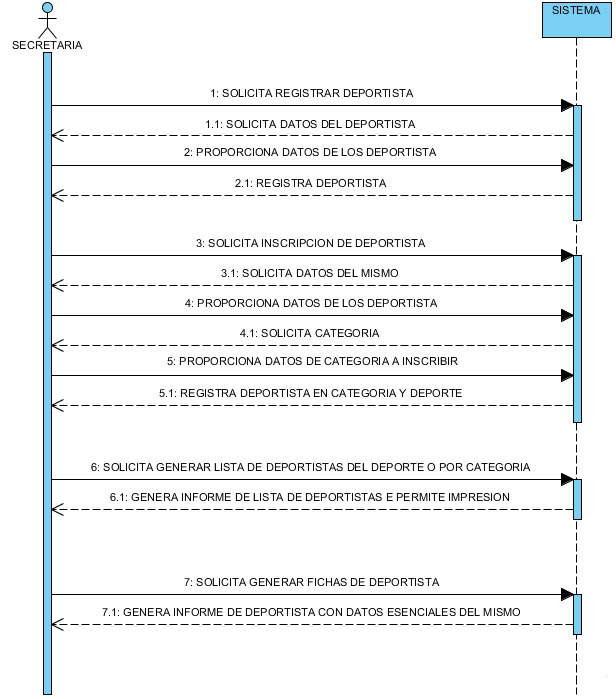 SECRETARIA
SISTEMA
1: SOLICITA REGISTRAR DEPORTISTA
1.1: SOLICITA DATOS DEL DEPORTISTA
2: PROPORCIONA DATOS DE LOS DEPORTISTA
2.1: REGISTRA DEPORTISTA
3: SOLICITA INSCRIPCION DE DEPORTISTA
3.1: SOLICITA DATOS DEL MISMO
4: PROPORCIONA DATOS DE LOS DEPORTISTA
4.1: SOLICITA CATEGORIA
5: PROPORCIONA DATOS DE CATEGORIA A INSCRIBIR
5.1: REGISTRA DEPORTISTA EN CATEGORIA Y DEPORTE
6: SOLICITA GENERAR LISTA DE DEPORTISTAS DEL DEPORTE O POR CATEGORIA
6.1: GENERA INFORME DE LISTA DE DEPORTISTAS E PERMITE IMPRESION
7: SOLICITA GENERAR FICHAS DE DEPORTISTA
7.1: GENERA INFORME DE DEPORTISTA CON DATOS ESENCIALES DEL MISMO